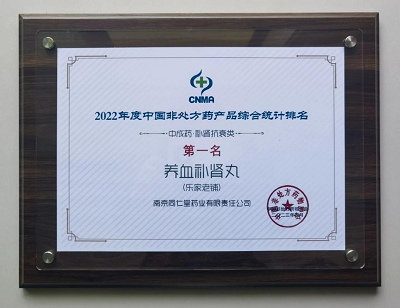 CNMA
2022年度中国非处方药产品综合统计排名
中成药·补肾抗衰类
第一名
养血补肾丸
(乐家老铺)
南京同仁堂药业有限责任公司